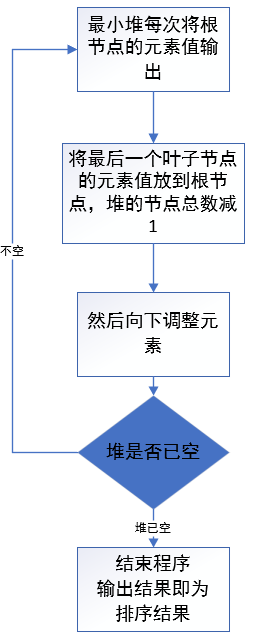 最小堆每次将根
节点的元素值输
出
将最后一个叶子节点
的元素值放到根节
点，堆的节点总数减
1
不空
然后向下调整元
素
堆是否已空
堆已空
结束程序
输出结果即为
排序结果